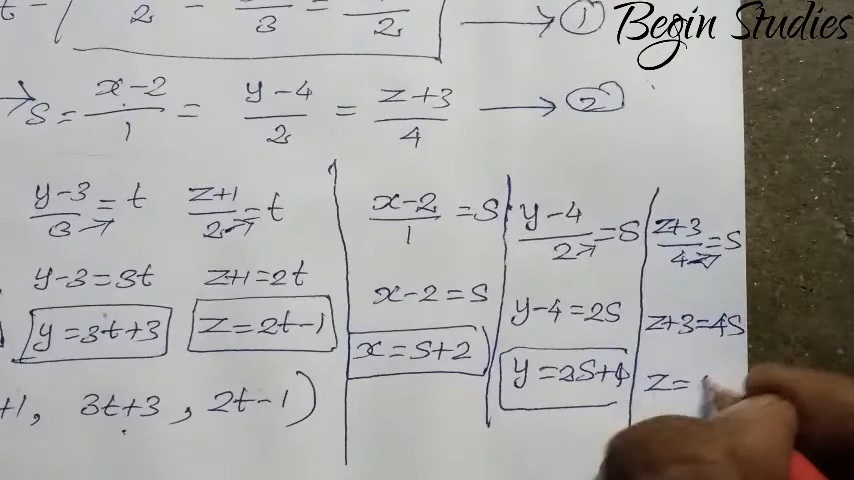 Begin Studies
t - 2 - 3 = 2 → 1
→ S = x-2/1 = y-4/2 = z+3/4 → 2
y-3/3 = t z+1/2 = t x-2/1 = S y-4/2 = S z+3/4 = S
y-3=3t z+1=2t x-2=S y-4=2S z+3=4S
y=3t+3 z=2t-1 x=S+2 y=2S+4 z=
+1, 3t+3, 2t-1)